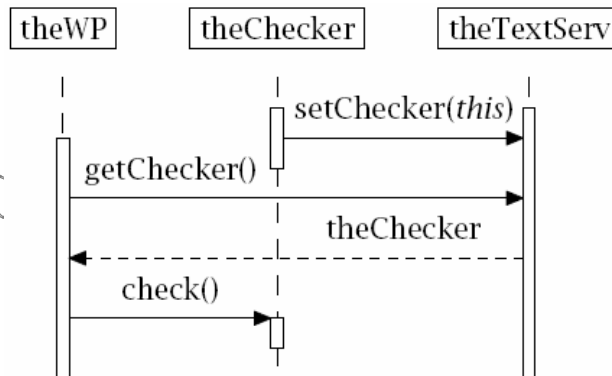 theWP
theChecker
theTextServ
setChecker(this)
getChecker()
theChecker
check()